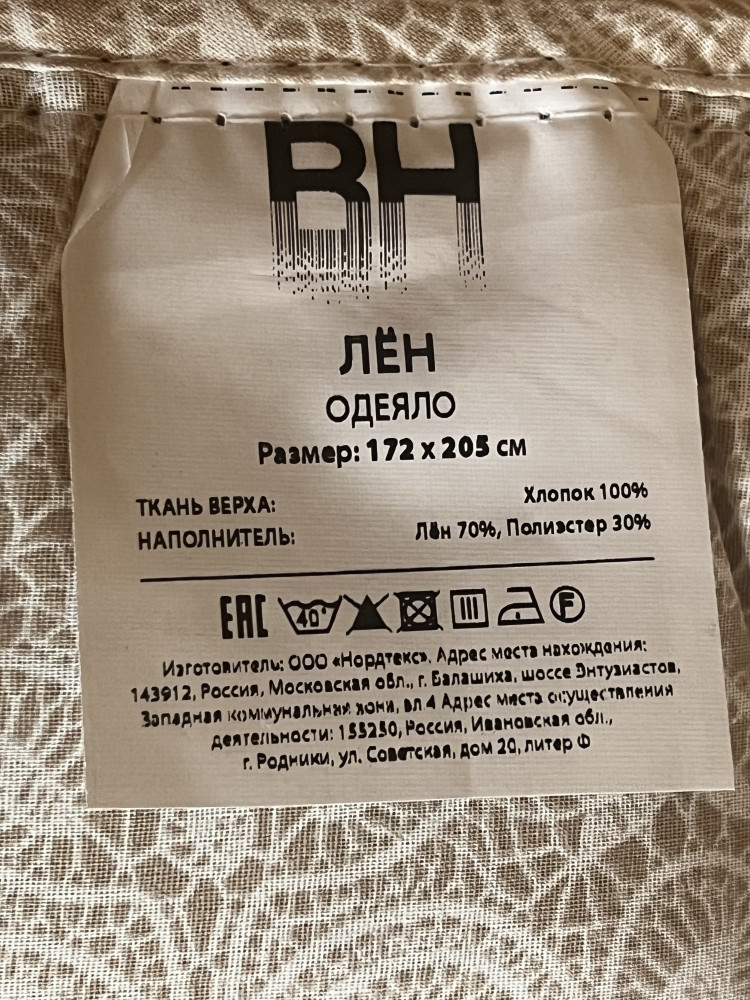 ВН
ЛЁН
ОДЕЯЛО
Размер: 172 x 205 см
ТКАНЬ ВЕРХА: Хлопок 100%
НАПОЛНИТЕЛЬ: Лён 70%, Полиэстер 30%
EAC 40° F
Изготовитель: ООО «Нордтекс». Адрес места нахождения:
143912, Россия, Московская обл., г. Балашиха, шоссе Энтузиастов,
Западная коммунальная зона, вл 4 Адрес места осуществления
деятельности: 155250, Россия, Ивановская обл.,
г. Родники, ул. Советская, дом 20, литер Ф